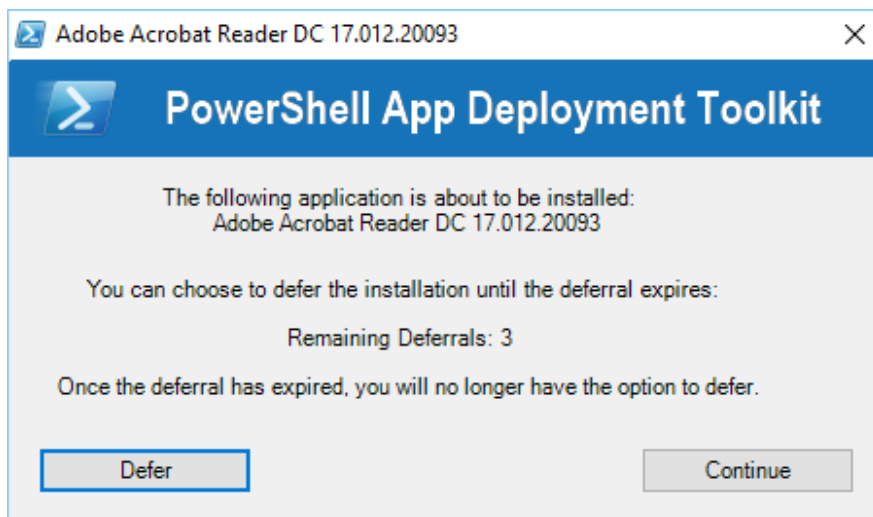 Adobe Acrobat Reader DC 17.012.20093
PowerShell App Deployment Toolkit
The following application is about to be installed:
Adobe Acrobat Reader DC 17.012.20093
You can choose to defer the installation until the deferral expires:
Remaining Deferrals: 3
Once the deferral has expired, you will no longer have the option to defer.
Defer
Continue